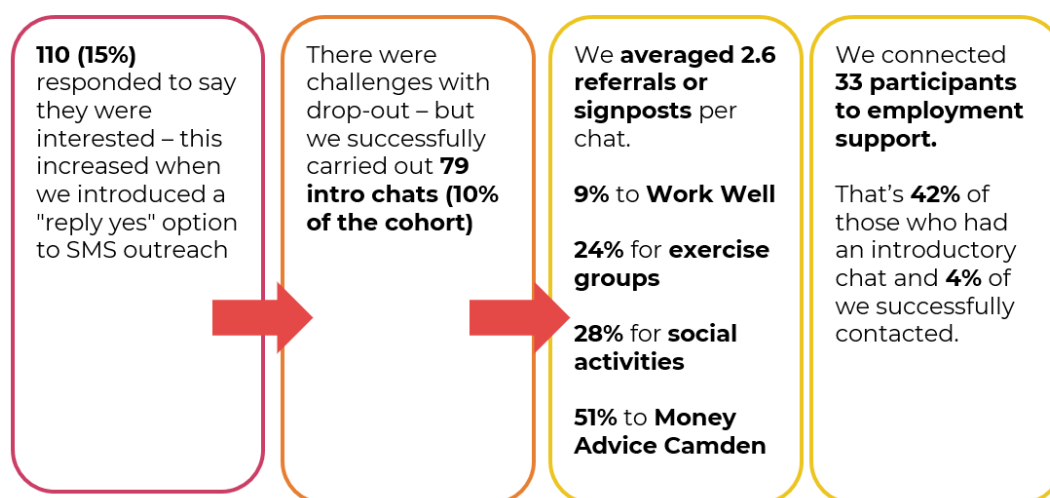 110 (15%)
responded to say
they were
interested – this
increased when
we introduced a
"reply yes" option
to SMS outreach
There were
challenges with
drop-out – but
we successfully
carried out 79
intro chats (10%
of the cohort)
We averaged 2.6
referrals or
signposts per
chat.
9% to Work Well
24% for exercise
groups
28% for social
activities
51% to Money
Advice Camden
We connected
33 participants
to employment
support.
That's 42% of
those who had
an introductory
chat and 4% of
we successfully
contacted.